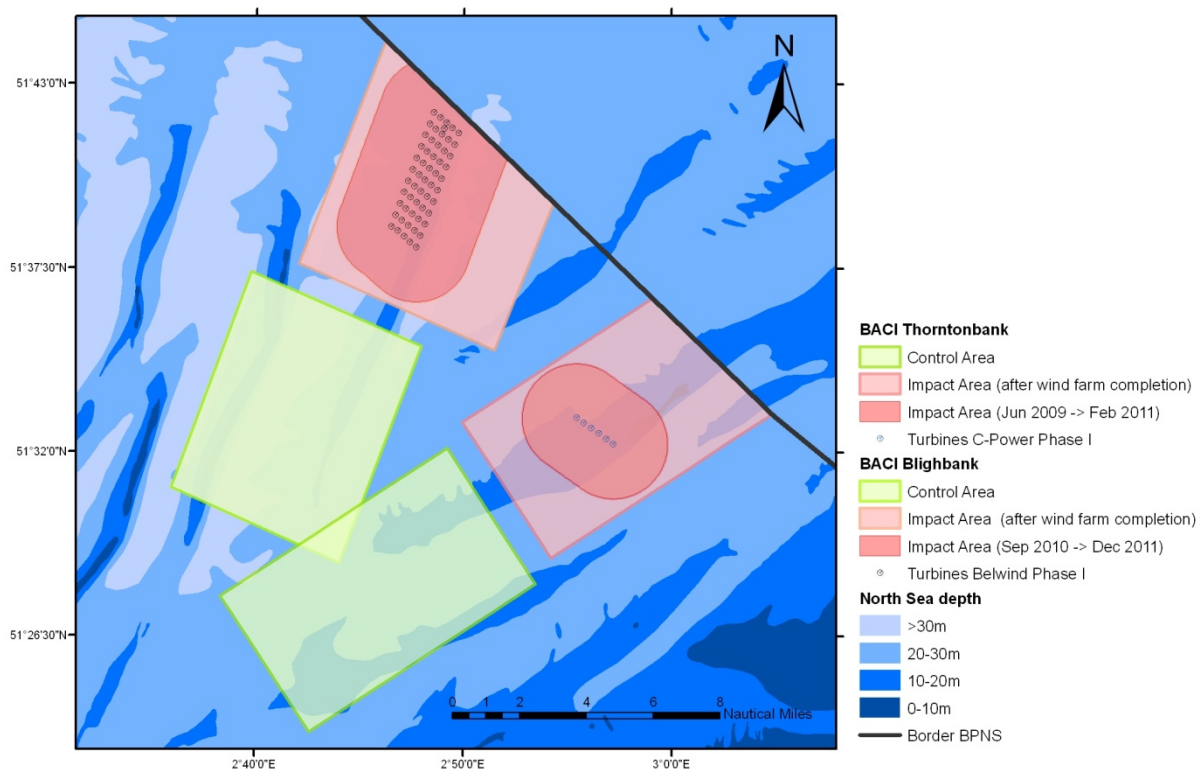 N
51°43'0"N
51°37'30"N
51°32'0"N
51°26'30"N
2°40'0"E
2°50'0"E
3°0'0"E
0 1 2 4 6 8
Nautical Miles
BACI Thorntonbank
Control Area
Impact Area (after wind farm completion)
Impact Area (Jun 2009 -> Feb 2011)
Turbines C-Power Phase I
BACI Blighbank
Control Area
Impact Area (after wind farm completion)
Impact Area (Sep 2010 -> Dec 2011)
Turbines Belwind Phase I
North Sea depth
>30m
20-30m
10-20m
0-10m
Border BPNS